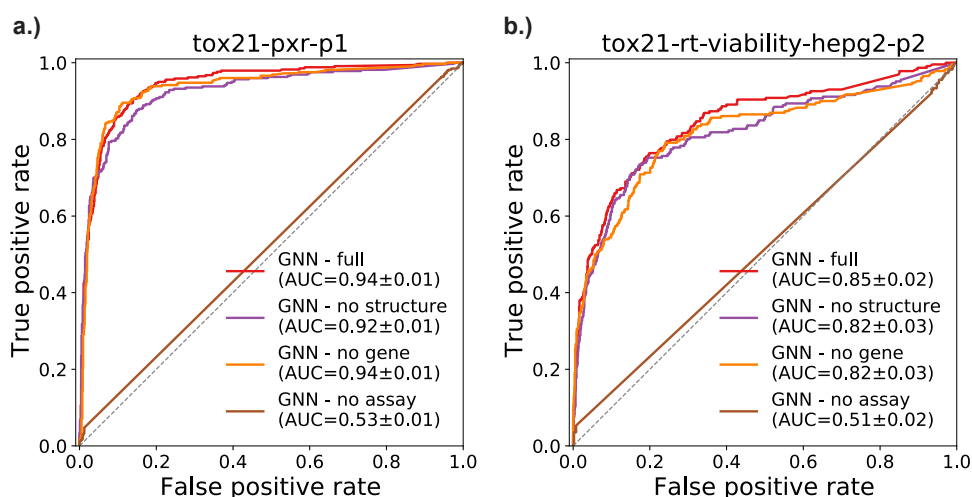 a.)
tox21-pxr-p1
1.0
0.8
0.6
0.4
0.2
0.0
0.0
0.2
0.4
0.6
0.8
1.0
True positive rate
False positive rate
GNN - full
(AUC=0.94±0.01)
GNN - no structure
(AUC=0.92±0.01)
GNN - no gene
(AUC=0.94±0.01)
GNN - no assay
(AUC=0.53±0.01)
b.)
tox21-rt-viability-hepg2-p2
1.0
0.8
0.6
0.4
0.2
0.0
0.0
0.2
0.4
0.6
0.8
1.0
True positive rate
False positive rate
GNN - full
(AUC=0.85±0.02)
GNN - no structure
(AUC=0.82±0.03)
GNN - no gene
(AUC=0.82±0.03)
GNN - no assay
(AUC=0.51±0.02)